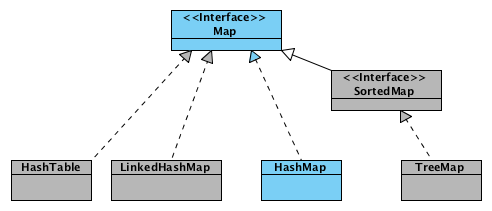 <<Interface>>
Map
<<Interface>>
SortedMap
HashTable
LinkedHashMap
HashMap
TreeMap